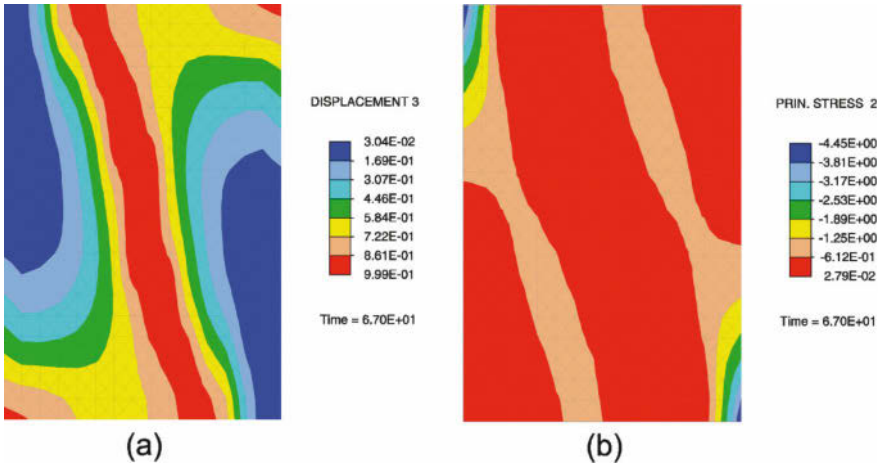 DISPLACEMENT 3
3.04E-02
1.69E-01
3.07E-01
4.46E-01
5.84E-01
7.22E-01
8.61E-01
9.99E-01
Time = 6.70E+01
(a)
PRIN. STRESS 2
-4.45E+00
-3.81E+00
-3.17E+00
-2.53E+00
-1.89E+00
-1.25E+00
-6.12E-01
2.79E-02
Time = 6.70E+01
(b)